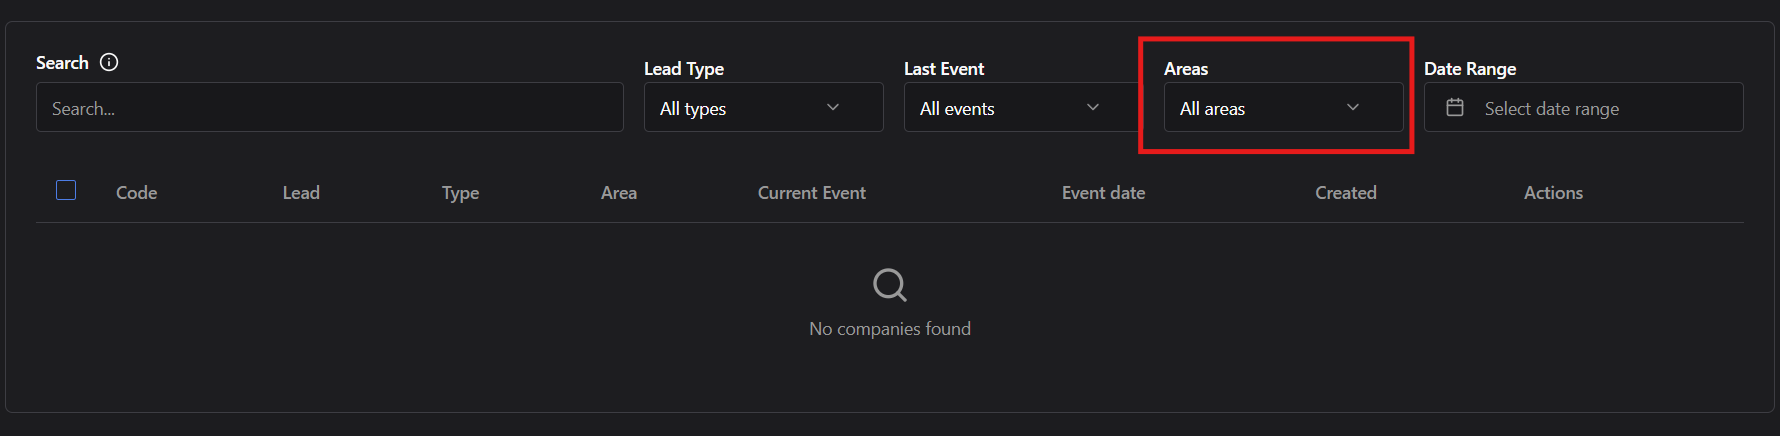 Search
Lead Type
Last Event
Areas
Date Range
Search...
All types
All events
All areas
Select date range
Code
Lead
Type
Area
Current Event
Event date
Created
Actions
No companies found